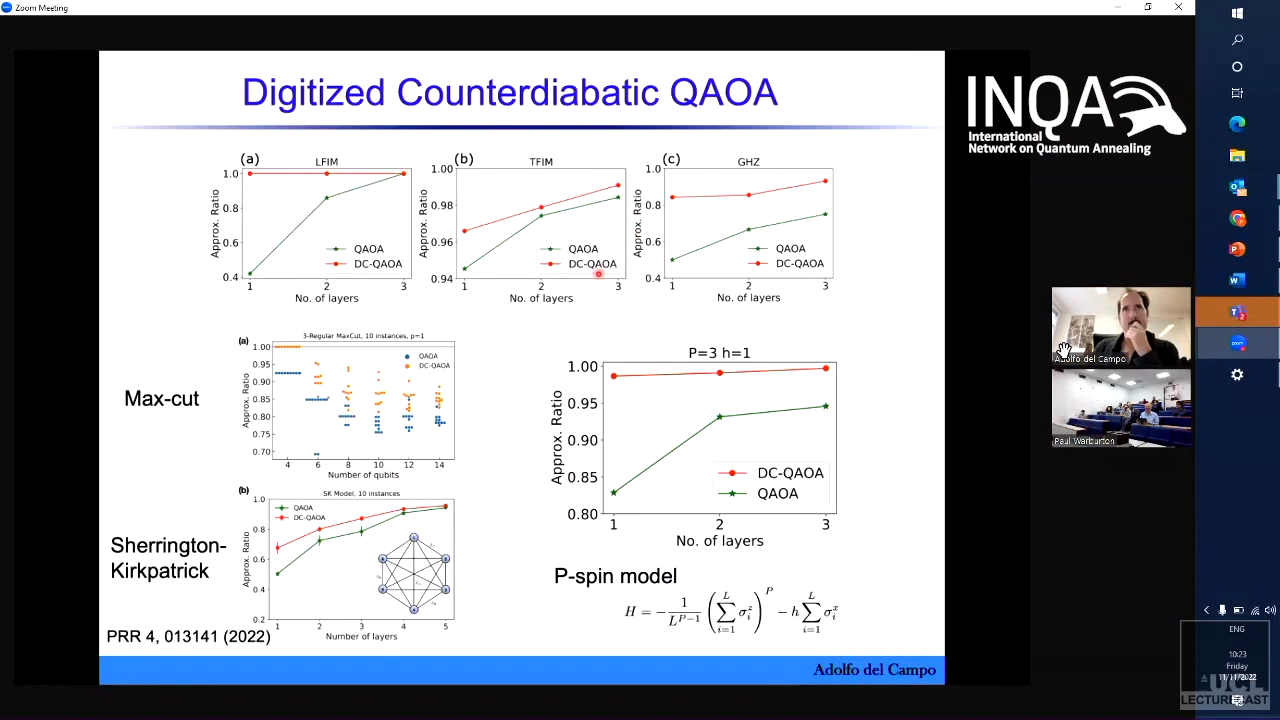 Zoom Meeting
Digitized Counterdiabatic QAOA
INQA
International
Network on Quantum Annealing
(a)
LFIM
Approx. Ratio
1.0
0.8
0.6
0.4
QAOA
DC-QAOA
1 2 3
No. of layers
(b)
TFIM
Approx. Ratio
1.00
0.98
0.96
0.94
QAOA
DC-QAOA
1 2 3
No. of layers
(c)
GHZ
Approx. Ratio
1.0
0.8
0.6
0.4
QAOA
DC-QAOA
1 2 3
No. of layers
Max-cut
(a)
3-Regular MaxCut, 10 instances, p=1
Approx. Ratio
1.00
0.95
0.90
0.85
0.80
0.75
0.70
QAOA
DC-QAOA
4 6 8 10 12 14
Number of qubits
Sherrington-
Kirkpatrick
(b)
SK Model, 10 instances
Approx. Ratio
1.0
0.8
0.6
0.4
0.2
QAOA
DC-QAOA
1 2 3 4 5
Number of layers
PRR 4, 013141 (2022)
P=3 h=1
Approx. Ratio
1.00
0.95
0.90
0.85
0.80
DC-QAOA
QAOA
1 2 3
No. of layers
P-spin model
H = − 1/L^{P−1} (∑_{i=1}^{L} σ_i^z)^P − h ∑_{i=1}^{L} σ_i^x
Adolfo del Campo
Adolfo del Campo
Paul Warburton
ENG
10:23
Friday
11/11/2022
UCL
LECTURECAST